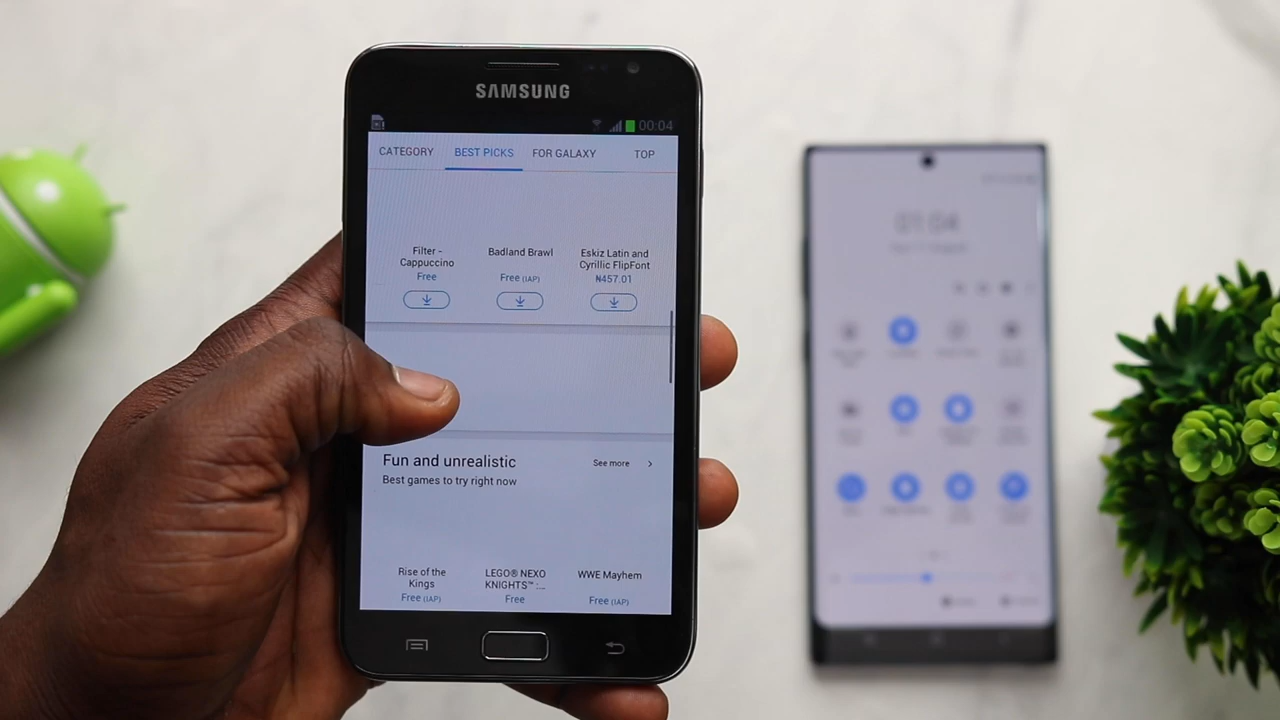 SAMSUNG
00:04
CATEGORY BEST PICKS FOR GALAXY TOP
Filter -
Cappuccino
Free
Badland Brawl
Free (IAP)
Eskiz Latin and
Cyrillic FlipFont
₦457.01
Fun and unrealistic
See more
Best games to try right now
Rise of the
Kings
Free (IAP)
LEGO® NEXO
KNIGHTS™ :...
Free
WWE Mayhem
Free (IAP)
01:04